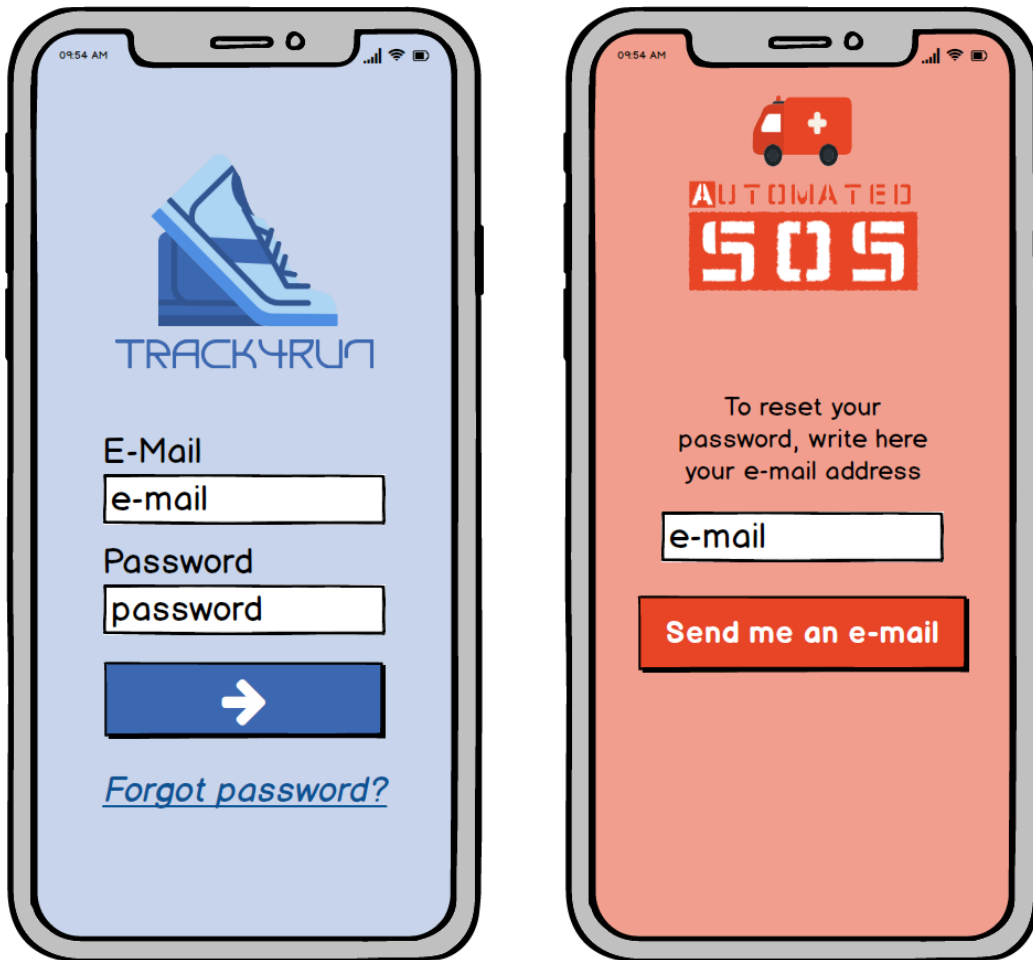 09:54 AM
TRACK4RUN
E-Mail
e-mail
Password
password
Forgot password?
09:54 AM
AUTOMATED
SOS
To reset your
password, write here
your e-mail address
e-mail
Send me an e-mail